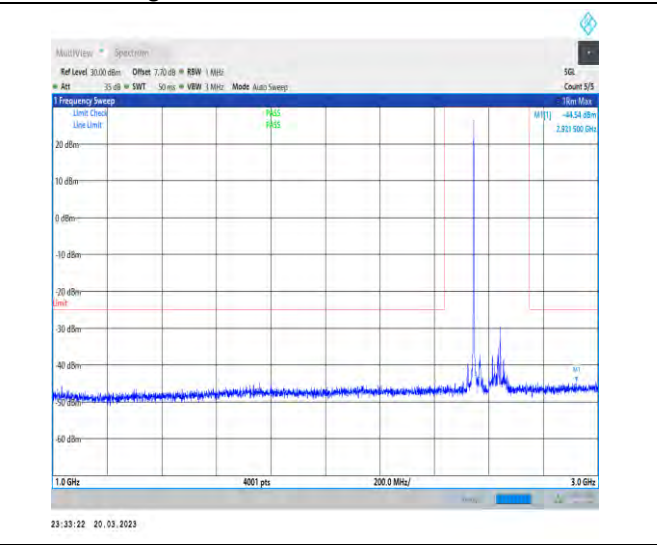 MultiView Spectrum
Ref Level 30.00 dBm Offset 7.70 dB RBW 1 MHz SGL
Att 35 dB SWT 50 ms VBW 3 MHz Mode Auto Sweep Count 5/5
1 Frequency Sweep 1Rm Max
Limit Check PASS M1[1] -44.54 dBm
Line Limit PASS 2.921 500 GHz
20 dBm
10 dBm
0 dBm
-10 dBm
-20 dBm
Limit
-30 dBm
-40 dBm
M1
-50 dBm
-60 dBm
1.0 GHz 4001 pts 200.0 MHz/ 3.0 GHz
23:33:22 20.03.2023